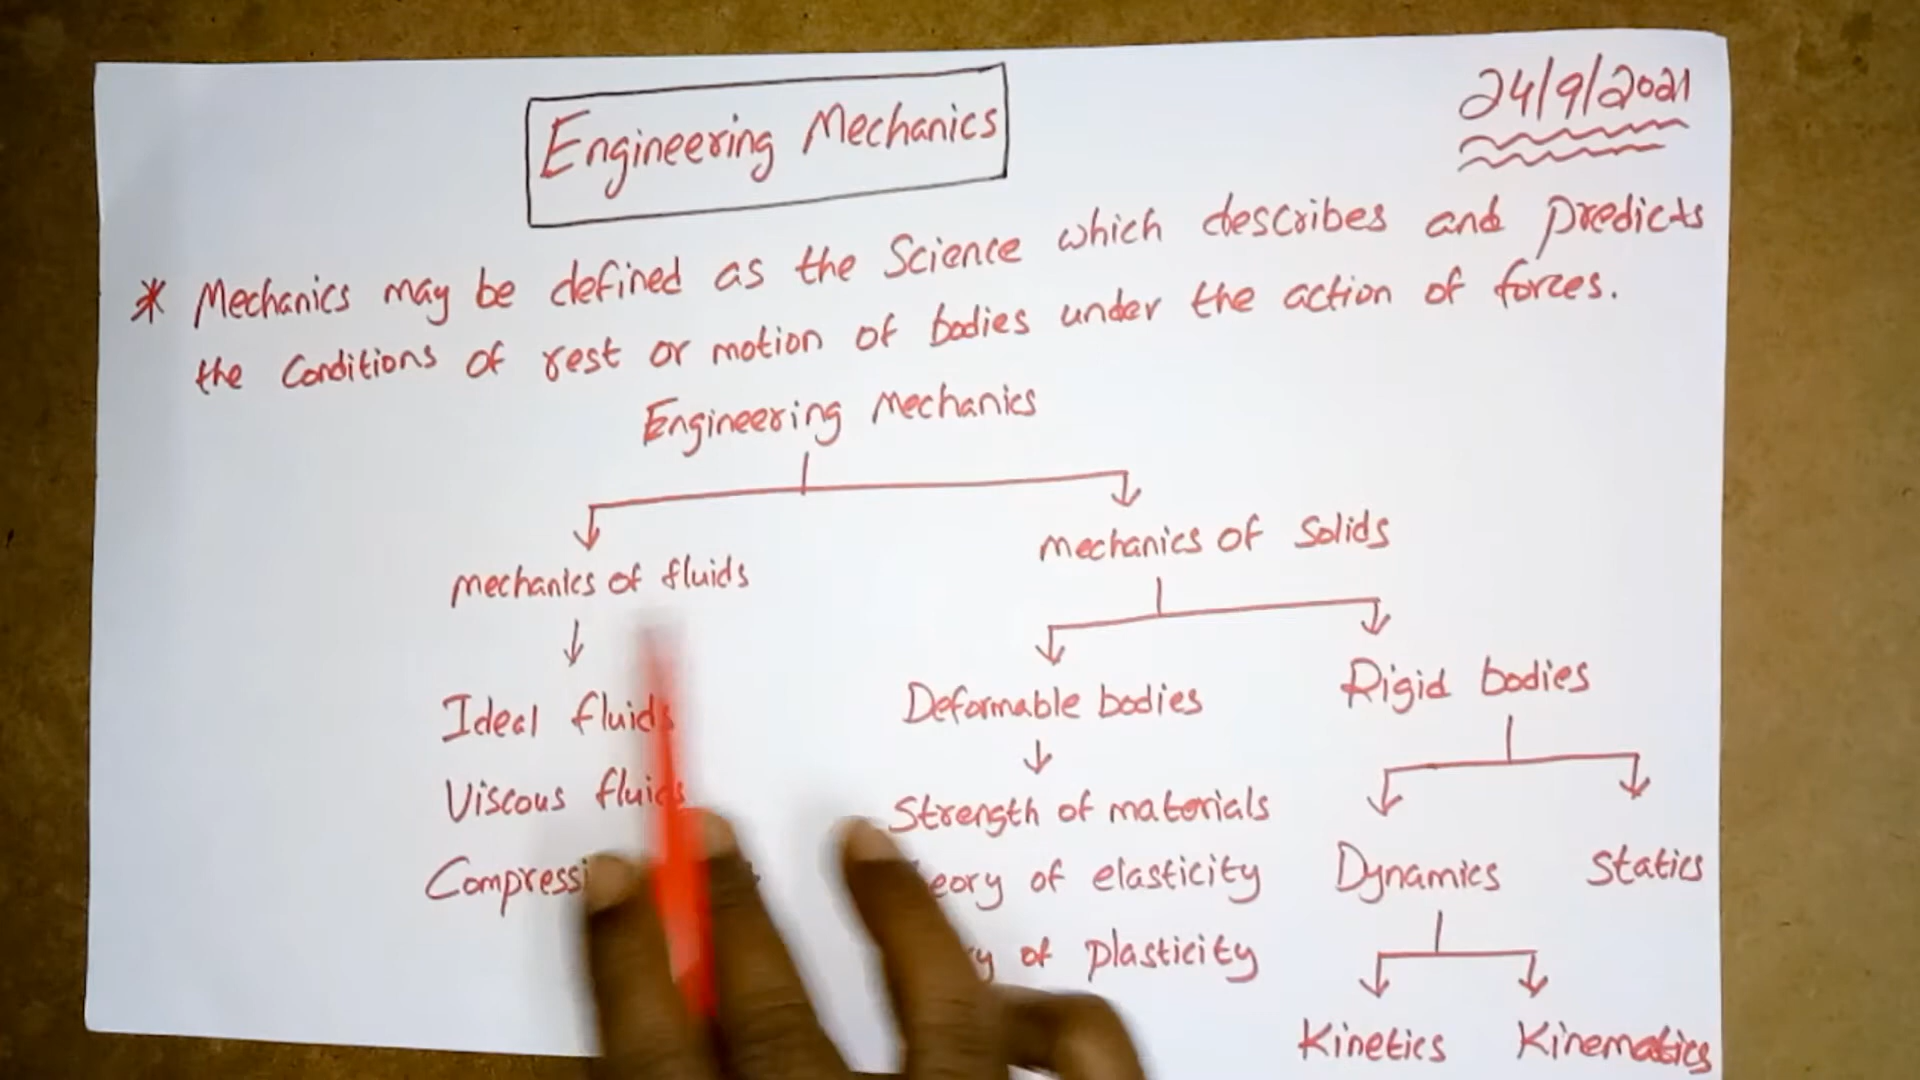 Engineering Mechanics
24/9/2021
* Mechanics may be defined as the Science which describes and predicts
the Conditions of rest or motion of bodies under the action of forces.
Engineering Mechanics
mechanics of fluids
mechanics of Solids
Ideal fluids
Viscous fluids
Deformable bodies
Rigid bodies
Strength of materials
of elasticity
of plasticity
Dynamics
Statics
Kinetics
Kinematics